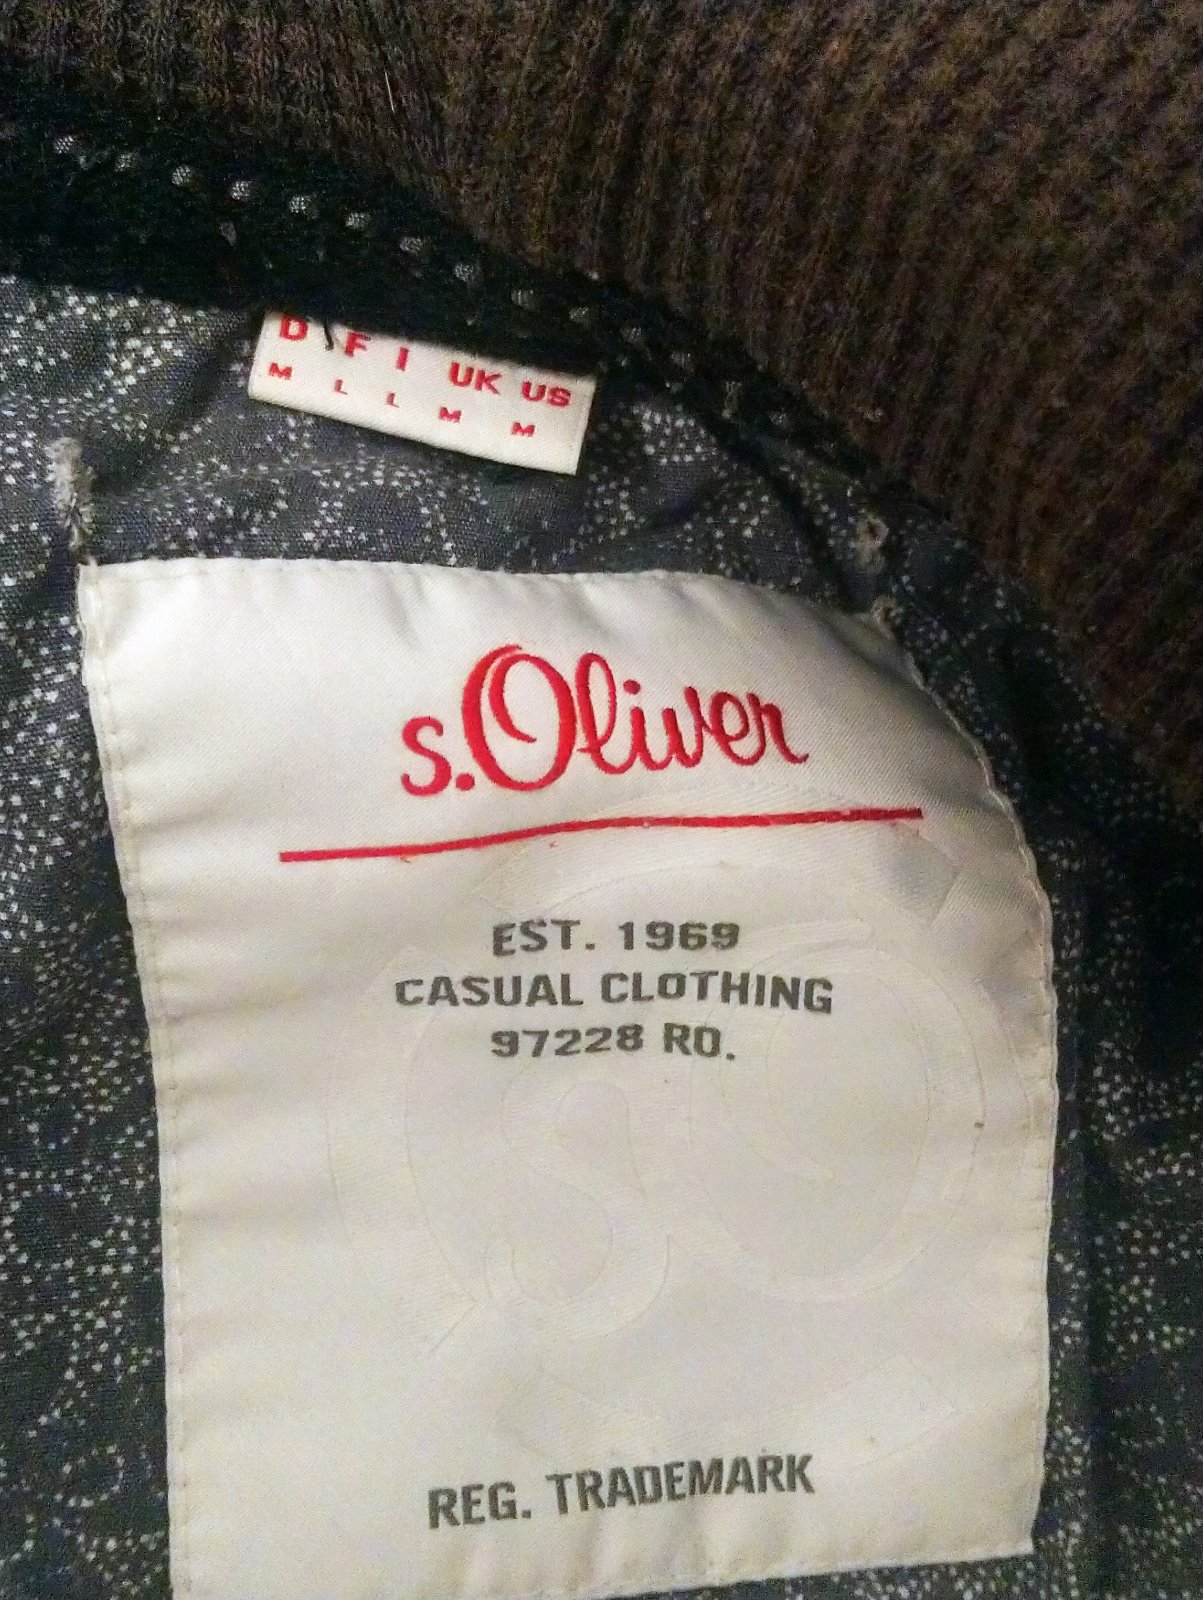 D F I UK US
M L L M M
s.Oliver
EST. 1969
CASUAL CLOTHING
97228 RO.
REG. TRADEMARK